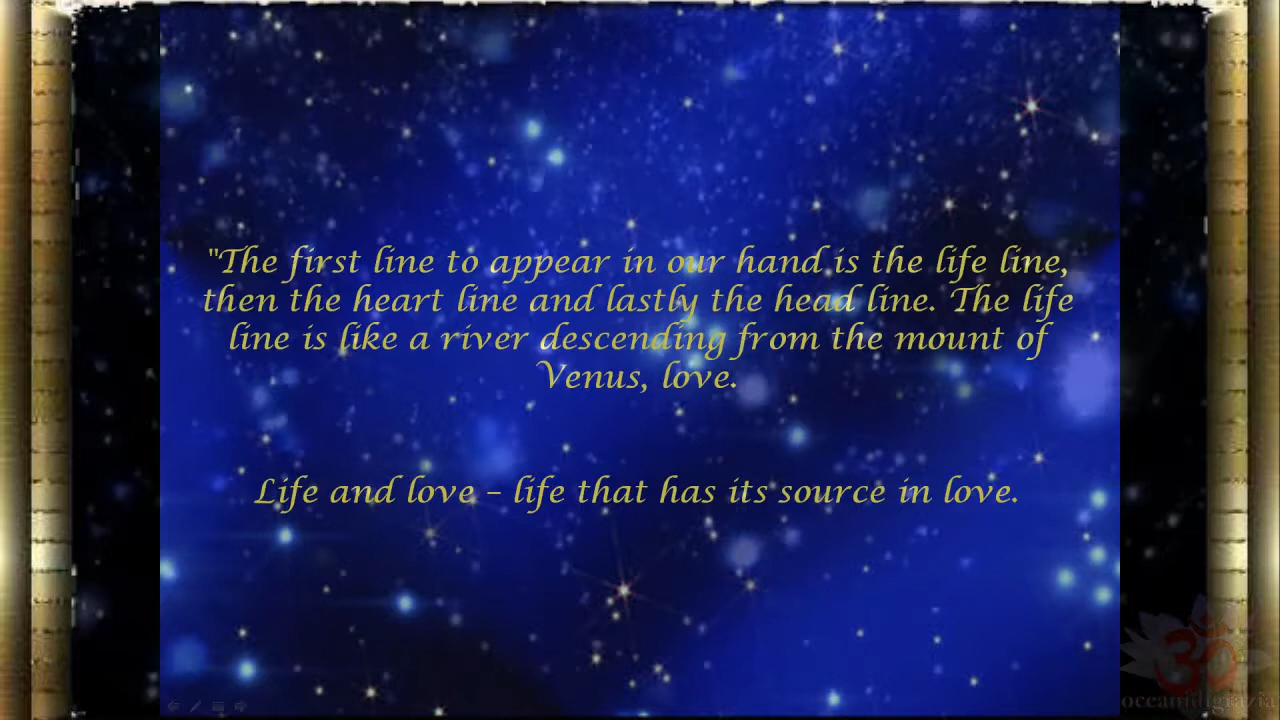 "The first line to appear in our hand is the life line,
then the heart line and lastly the head line. The life
line is like a river descending from the mount of
Venus, love.
Life and love – life that has its source in love.
ॐ
oceanidigrazia